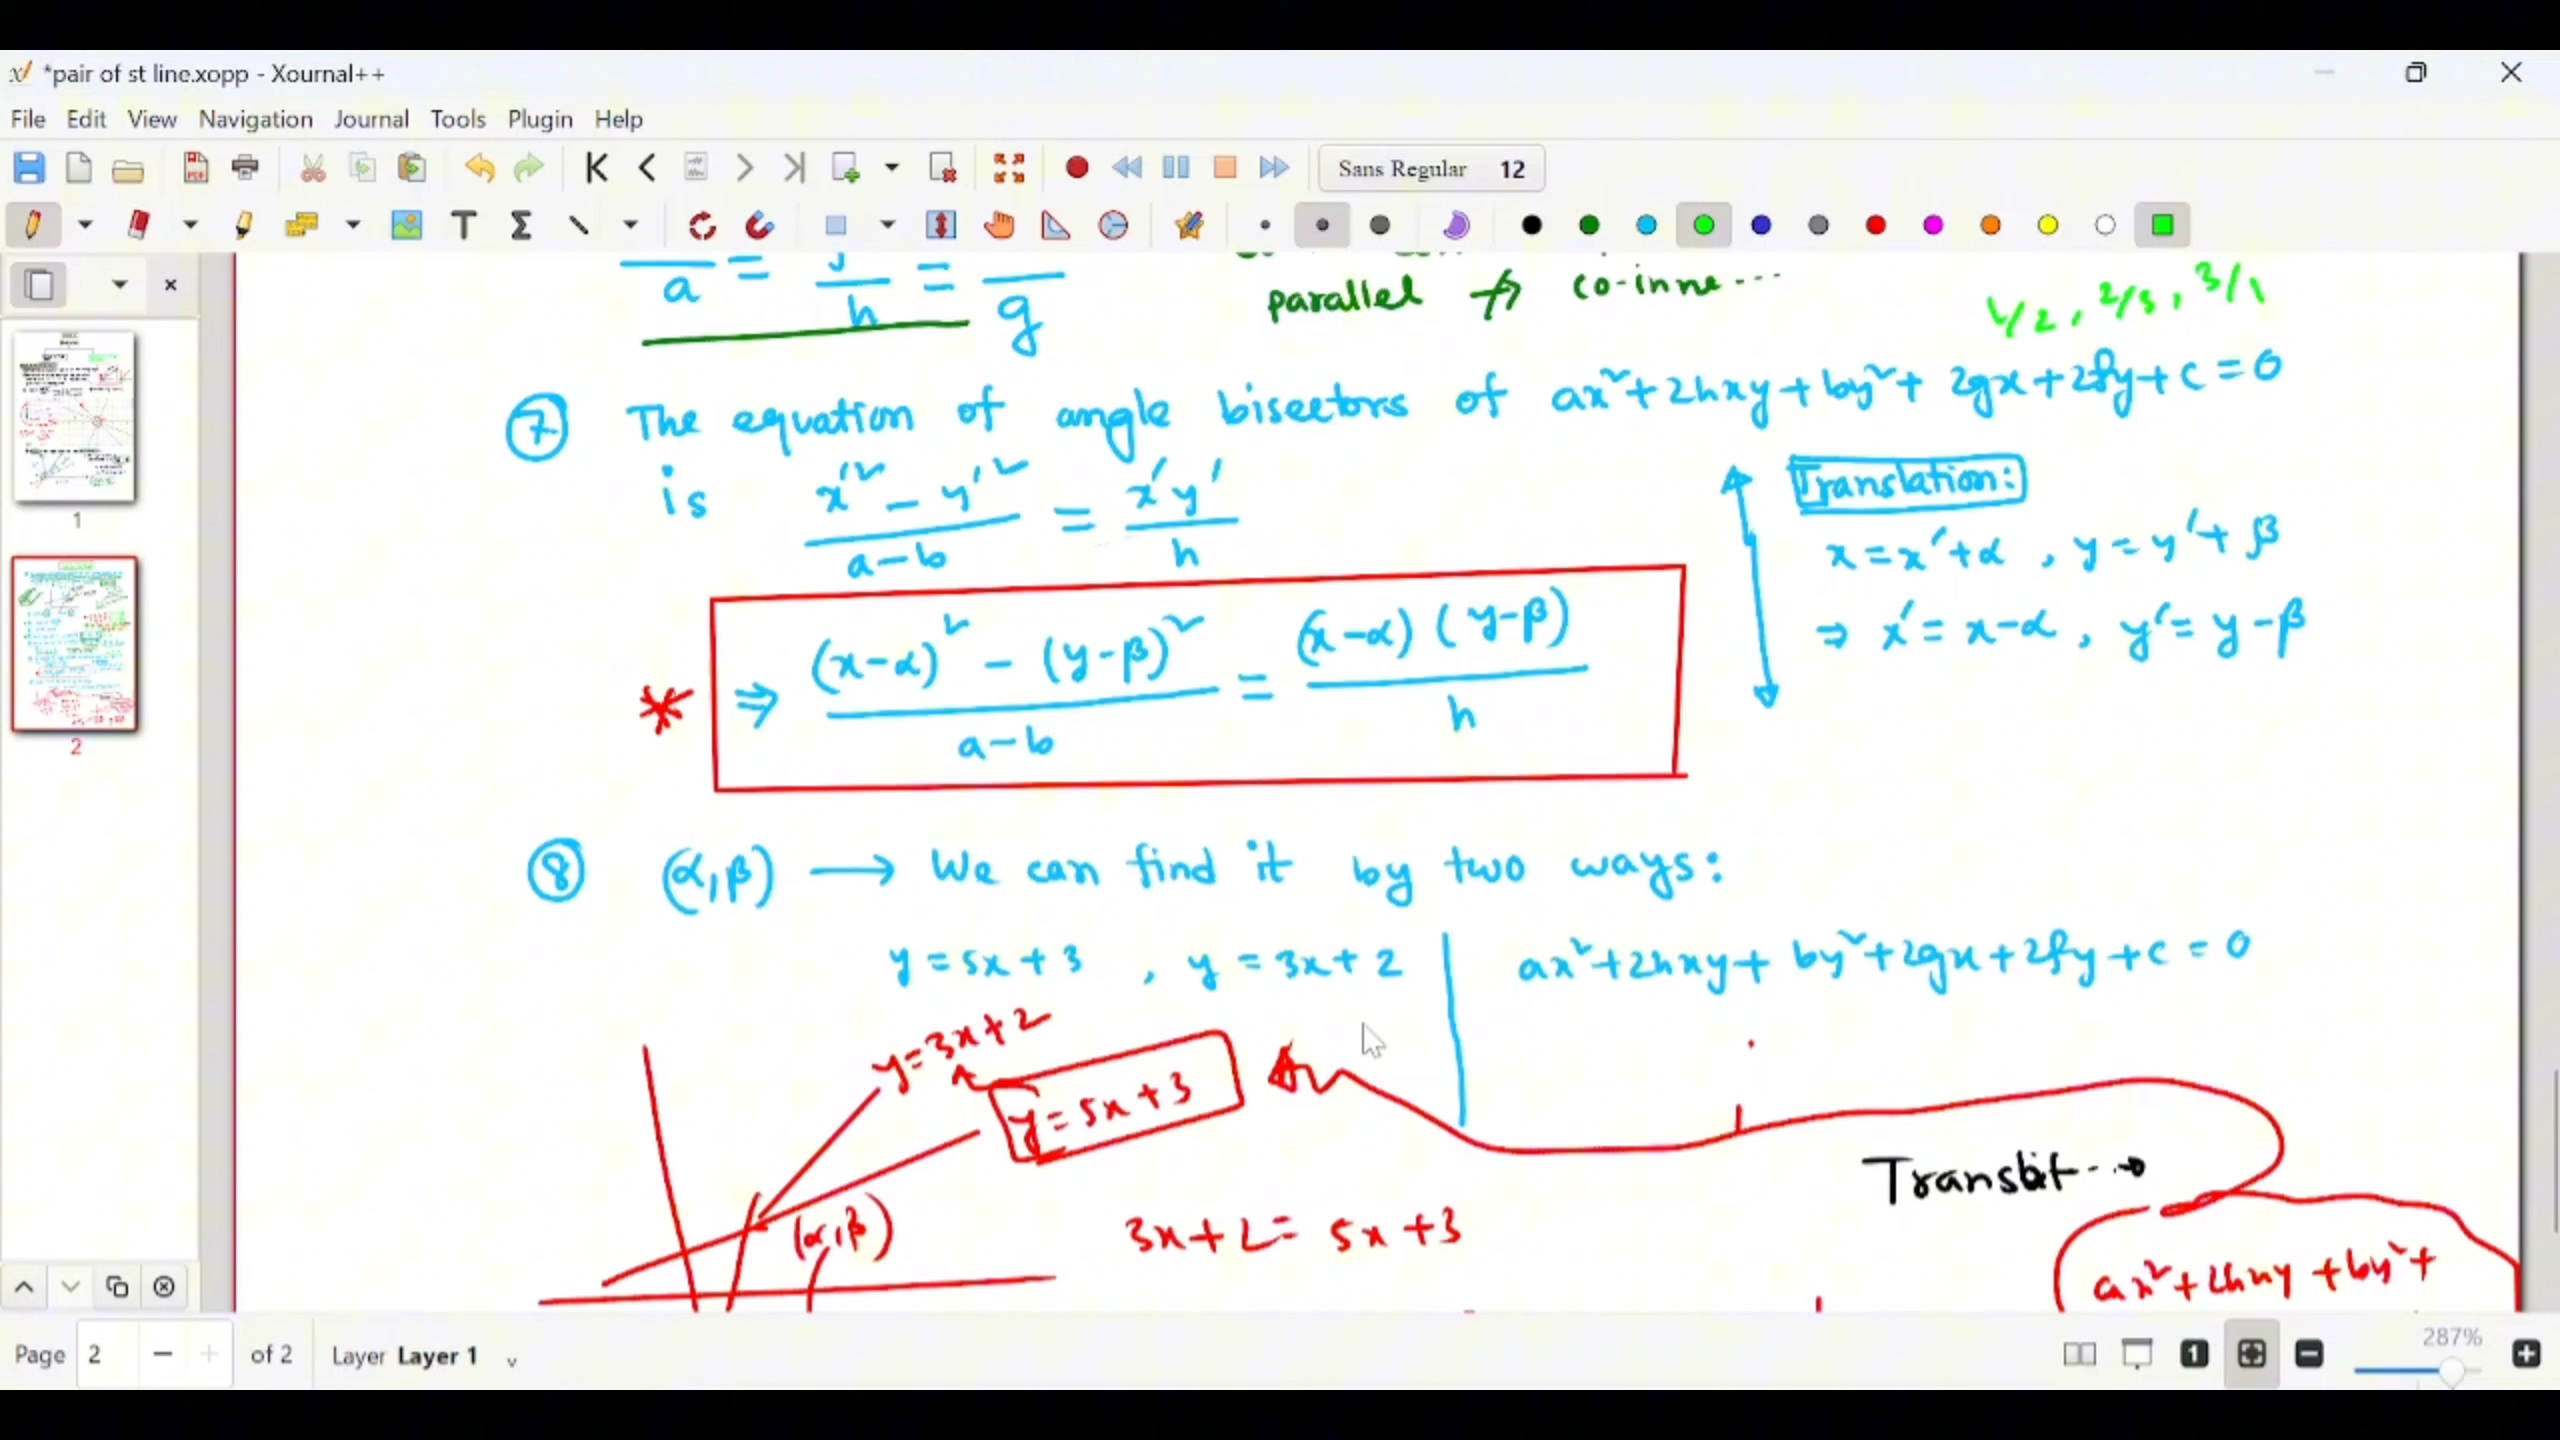 *pair of st line.xopp - Xournal++
File Edit View Navigation Journal Tools Plugin Help
Sans Regular 12
a = h = g
parallel ⇏ co-inne...
1/2, 2/3, 3/1
⑦ The equation of angle bisectors of ax²+2hxy+by²+2gx+2fy+c=0
is (x'² - y'²)/(a-b) = x'y'/h
Translation:
x=x'+α, y=y'+β
⇒ x'=x-α, y'=y-β
* ⇒ ((x-α)² - (y-β)²)/(a-b) = (x-α)(y-β)/h
⑧ (α,β) → We can find it by two ways:
y=5x+3, y=3x+2
ax²+2hxy+by²+2gx+2fy+c=0
y=3x+2
y=5x+3
(α,β)
3x+2=5x+3
ax²+2hxy+by²+
1
2
Page 2 of 2 Layer Layer 1
287%